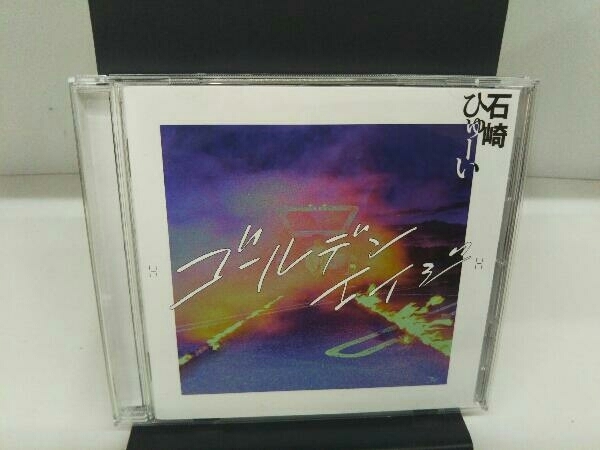 石崎
ひゅーい
ゴールデン
エイジ